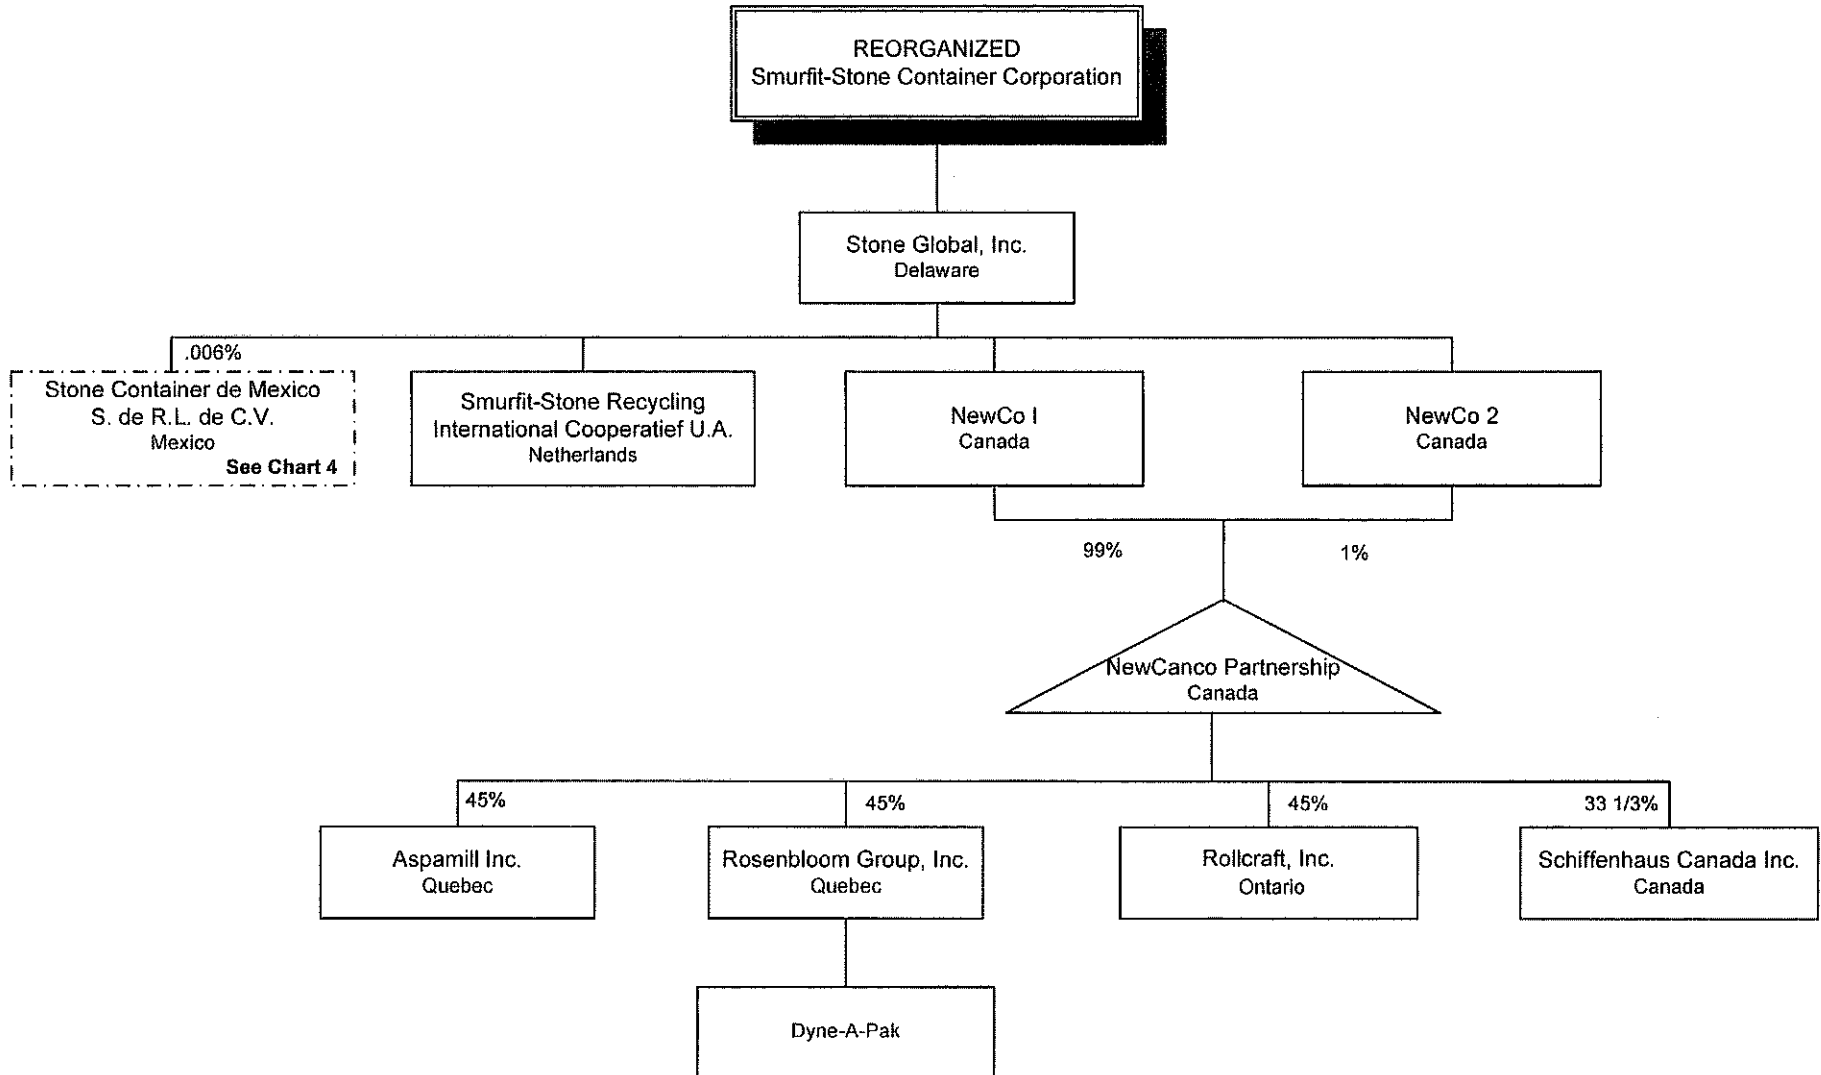 REORGANIZED
Smurfit-Stone Container Corporation
Stone Global, Inc.
Delaware
.006%
Stone Container de Mexico
S. de R.L. de C.V.
Mexico
See Chart 4
Smurfit-Stone Recycling
International Cooperatief U.A.
Netherlands
NewCo I
Canada
NewCo 2
Canada
99%
1%
NewCanco Partnership
Canada
45%
45%
45%
33 1/3%
Aspamill Inc.
Quebec
Rosenbloom Group, Inc.
Quebec
Rollcraft, Inc.
Ontario
Schiffenhaus Canada Inc.
Canada
Dyne-A-Pak